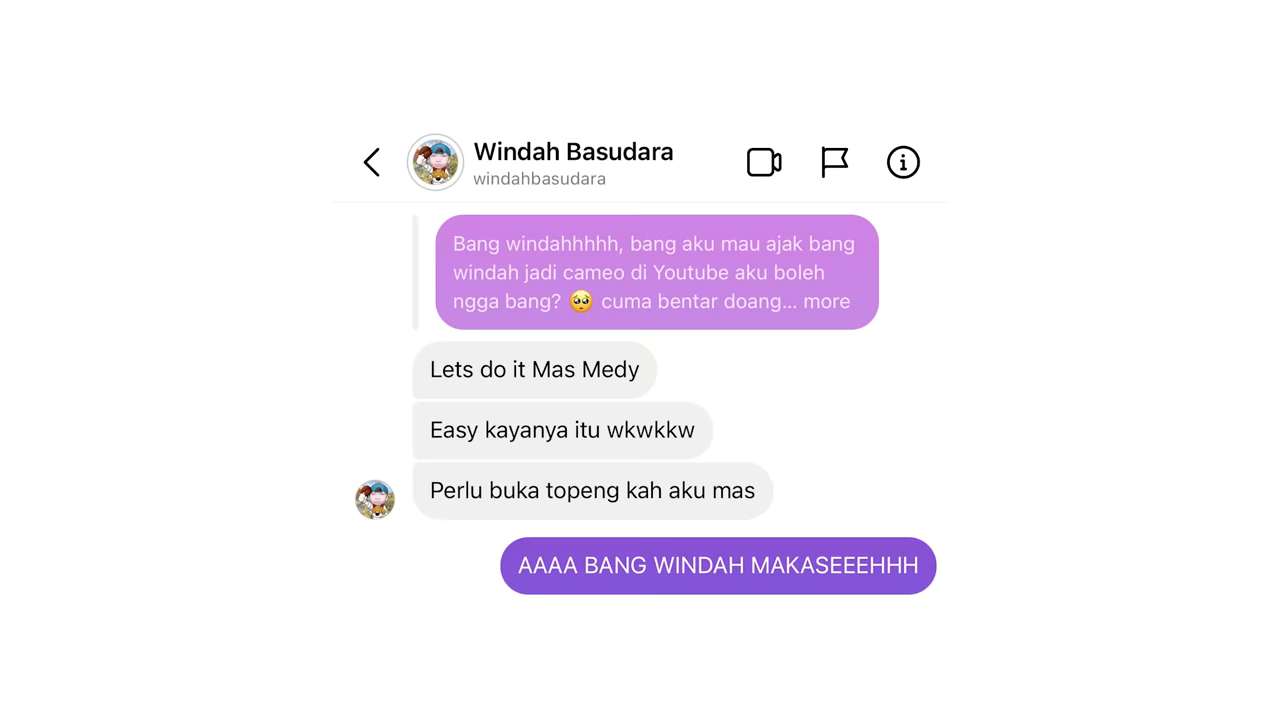 Windah Basudara
windahbasudara
Bang windahhhhh, bang aku mau ajak bang
windah jadi cameo di Youtube aku boleh
ngga bang? 🥺 cuma bentar doang... more
Lets do it Mas Medy
Easy kayanya itu wkwkkw
Perlu buka topeng kah aku mas
AAAA BANG WINDAH MAKASEEEHHH